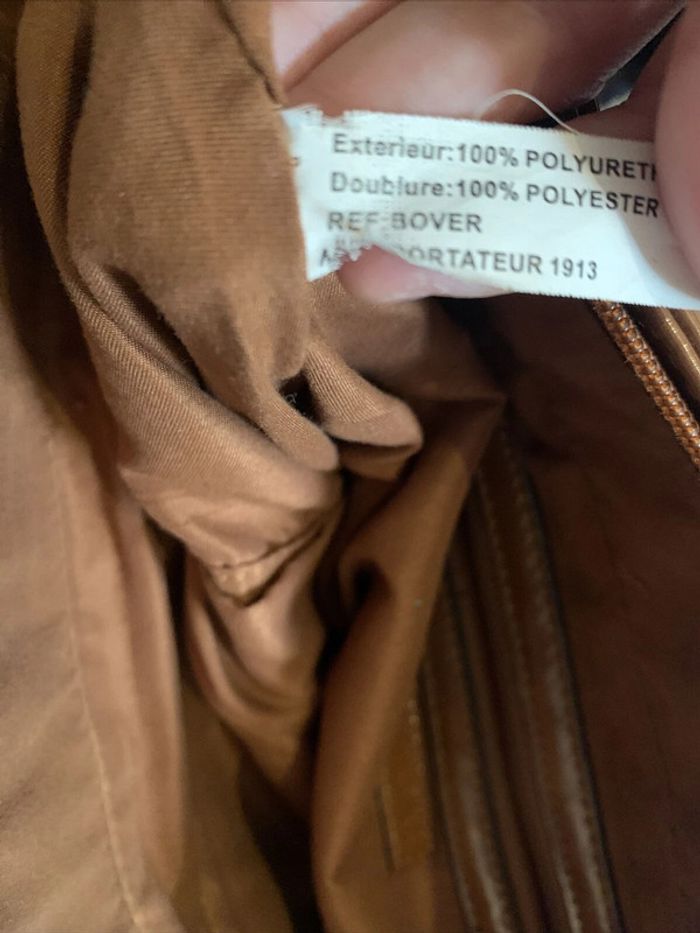 Exterieur:100% POLYURETH
Doublure:100% POLYESTER
REF:BOVER
ORTATEUR 1913